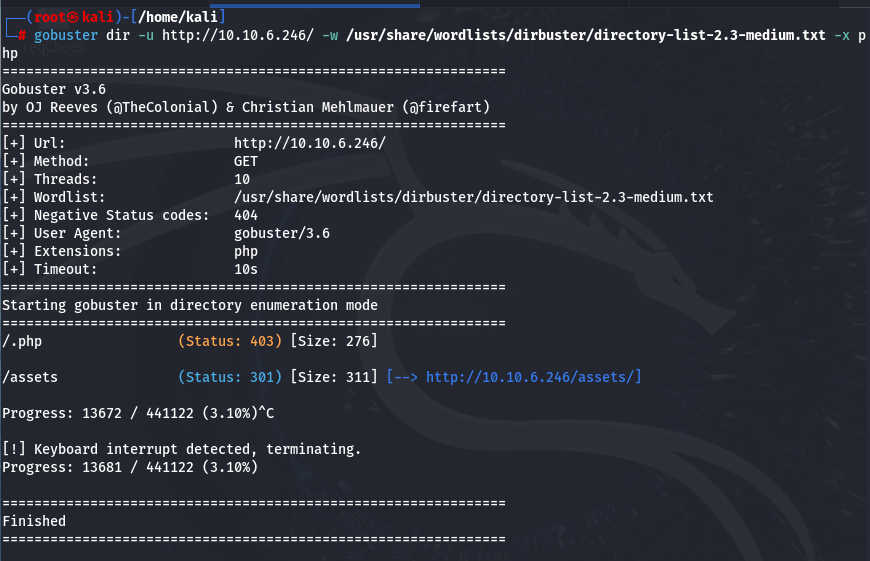 ┌──(root㉿kali)-[/home/kali]
└─# gobuster dir -u http://10.10.6.246/ -w /usr/share/wordlists/dirbuster/directory-list-2.3-medium.txt -x p
hp
===============================================================
Gobuster v3.6
by OJ Reeves (@TheColonial) & Christian Mehlmauer (@firefart)
===============================================================
[+] Url:                     http://10.10.6.246/
[+] Method:                  GET
[+] Threads:                 10
[+] Wordlist:                /usr/share/wordlists/dirbuster/directory-list-2.3-medium.txt
[+] Negative Status codes:   404
[+] User Agent:              gobuster/3.6
[+] Extensions:              php
[+] Timeout:                 10s
===============================================================
Starting gobuster in directory enumeration mode
===============================================================
/.php                 (Status: 403) [Size: 276]
/assets               (Status: 301) [Size: 311] [--> http://10.10.6.246/assets/]
Progress: 13672 / 441122 (3.10%)^C
[!] Keyboard interrupt detected, terminating.
Progress: 13681 / 441122 (3.10%)
===============================================================
Finished
===============================================================